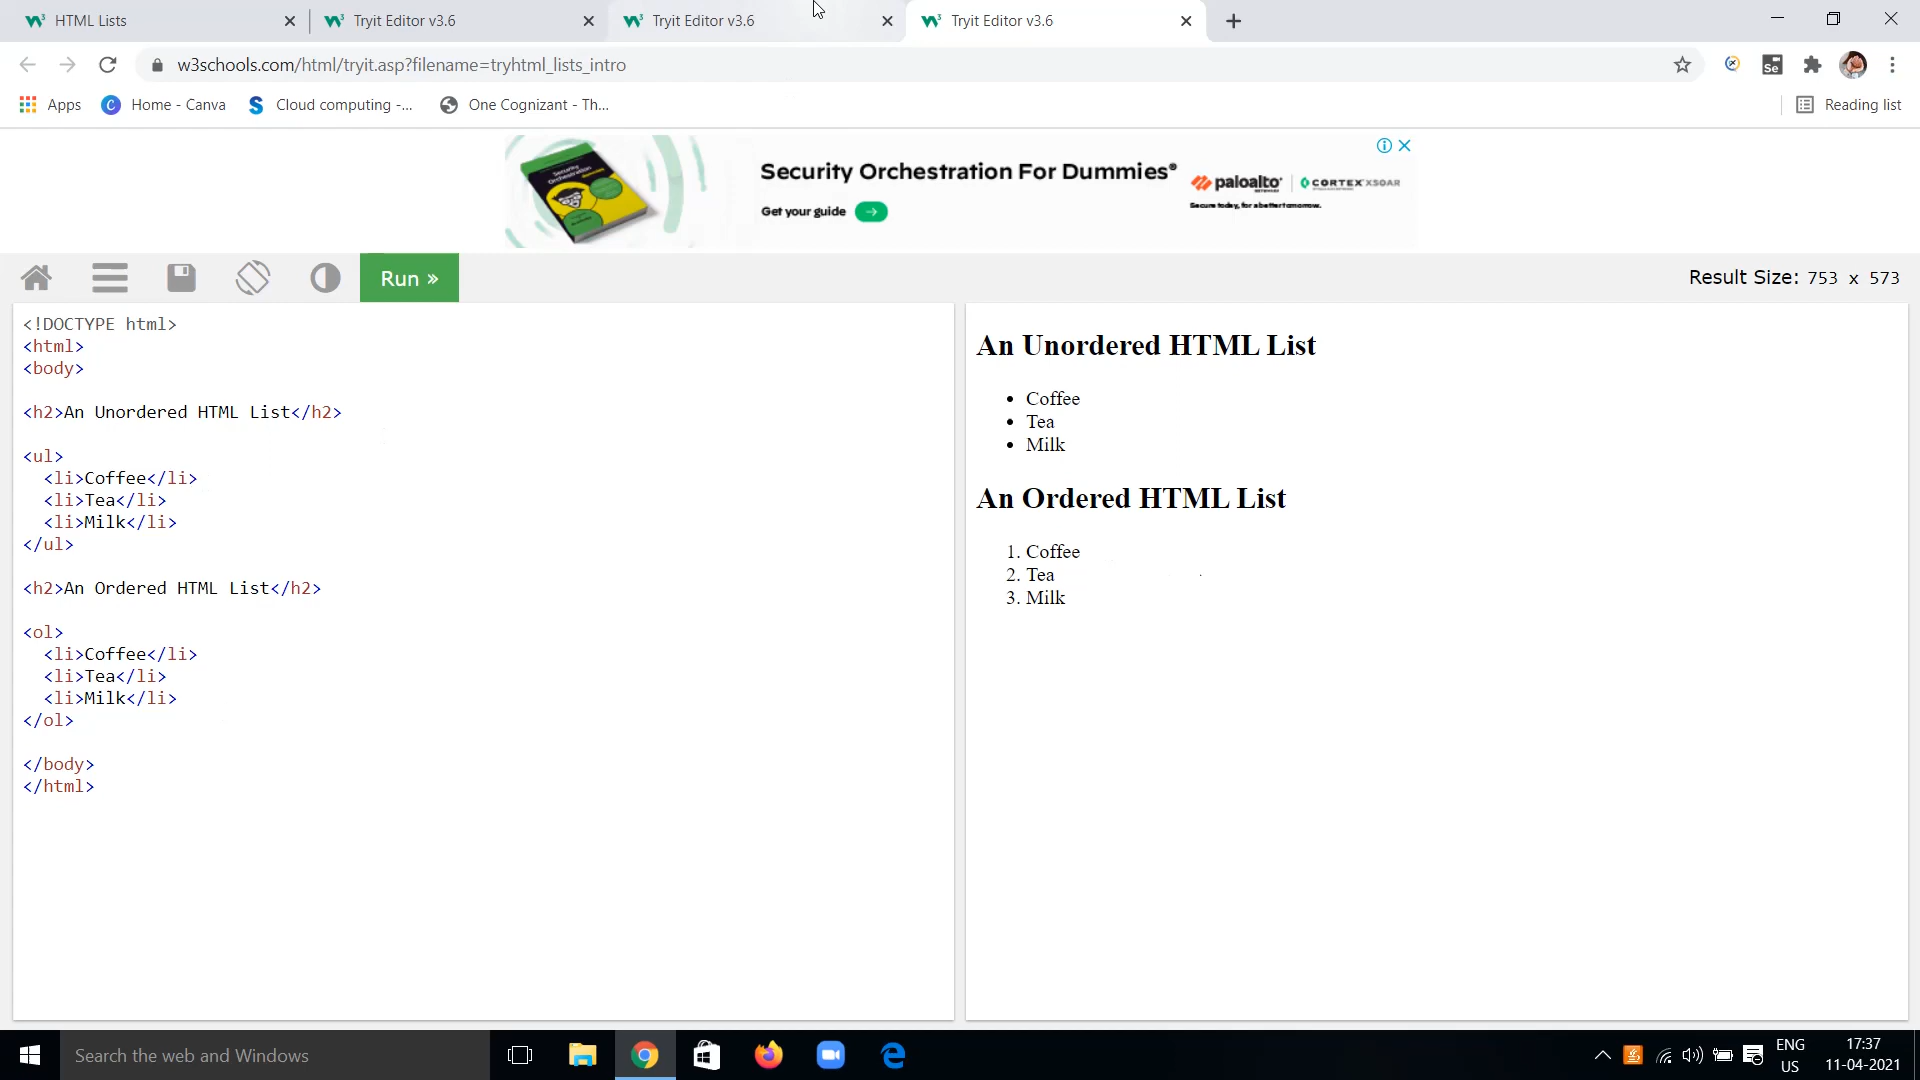 HTML Lists
Tryit Editor v3.6
Tryit Editor v3.6
Tryit Editor v3.6
w3schools.com/html/tryit.asp?filename=tryhtml_lists_intro
Se
Apps
Home - Canva
Cloud computing -...
One Cognizant - Th...
Reading list
Security Orchestration For Dummies®
Get your guide
paloalto
CORTEX XSOAR
Secure today, for a better tomorrow.
Run »
Result Size: 753 x 573
<!DOCTYPE html>
<html>
<body>
<h2>An Unordered HTML List</h2>
<ul>
<li>Coffee</li>
<li>Tea</li>
<li>Milk</li>
</ul>
<h2>An Ordered HTML List</h2>
<ol>
<li>Coffee</li>
<li>Tea</li>
<li>Milk</li>
</ol>
</body>
</html>
An Unordered HTML List
• Coffee
• Tea
• Milk
An Ordered HTML List
1. Coffee
2. Tea
3. Milk
Search the web and Windows
ENG
US
17:37
11-04-2021